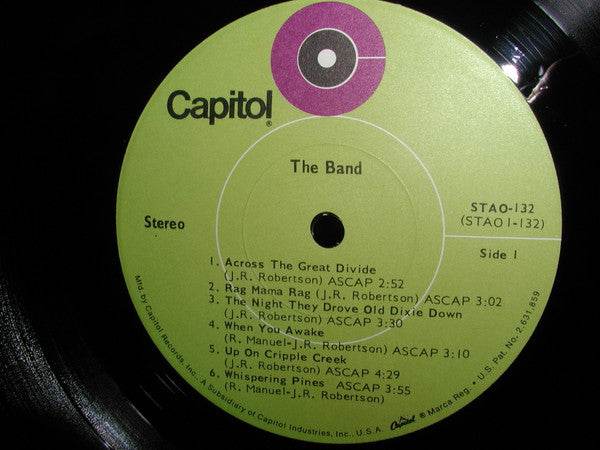 Capitol®
The Band
Stereo
STAO-132
(STAO 1-132)
Side 1
1. Across The Great Divide
(J.R. Robertson) ASCAP 2:52
2. Rag Mama Rag (J.R. Robertson) ASCAP 3:02
3. The Night They Drove Old Dixie Down
(J.R. Robertson) ASCAP 3:30
4. When You Awake
(R. Manuel-J.R. Robertson) ASCAP 3:10
5. Up On Cripple Creek
(J.R. Robertson) ASCAP 4:29
6. Whispering Pines ASCAP 3:55
(R. Manuel-J.R. Robertson)
Mfd. by Capitol Records, Inc., A Subsidiary of Capitol Industries, Inc., U.S.A. Capitol ® Marca Reg. • U.S. Pat. No. 2,631,859